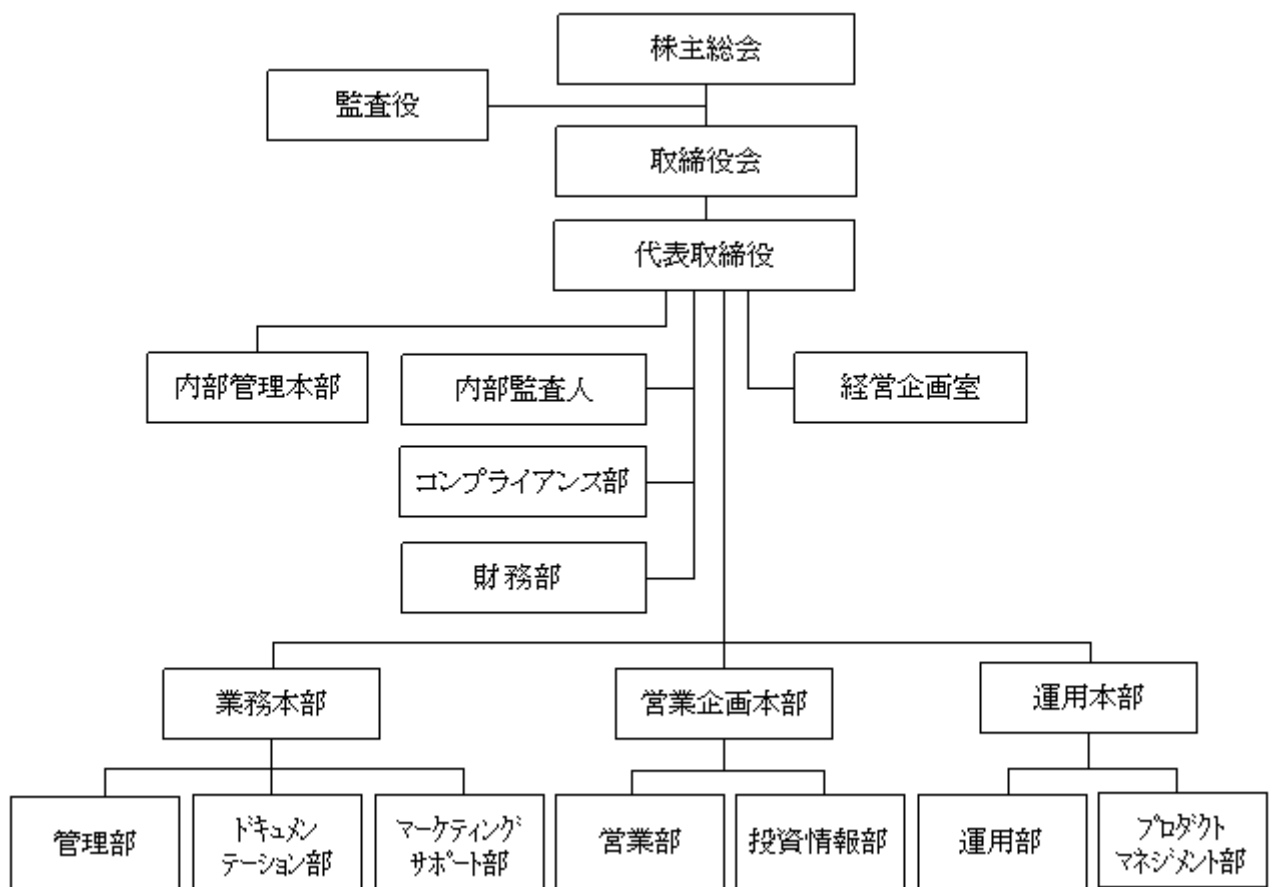 株主総会
監査役
取締役会
代表取締役
内部管理本部
内部監査人
経営企画室
コンプライアンス部
財務部
業務本部
営業企画本部
運用本部
管理部
ドキュメン
テーション部
マーケティング
サポート部
営業部
投資情報部
運用部
プロダクト
マネジメント部